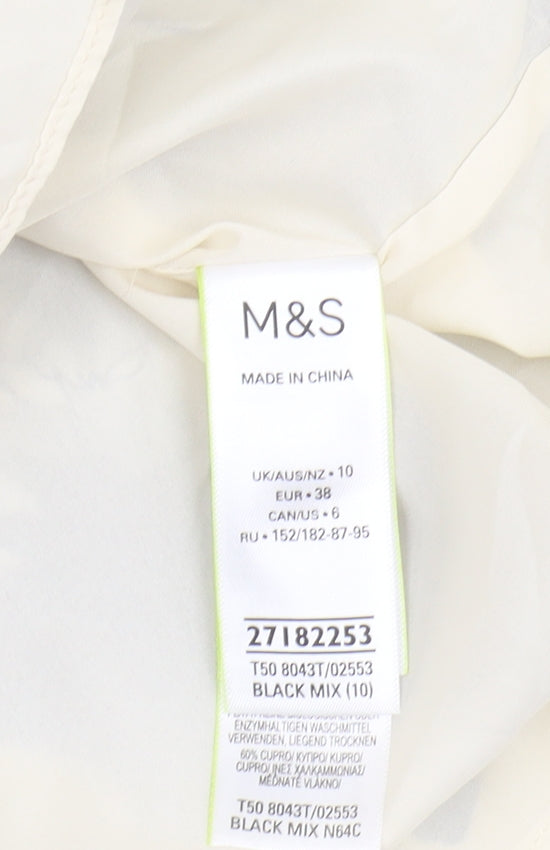 M&S
MADE IN CHINA
UK/AUS/NZ • 10
EUR • 38
CAN/US • 6
RU • 152/182-87-95
27182253
T50 8043T/02553
BLACK MIX (10)
ENZYMHALTIGEN WASCHMITTEL
VERWENDEN, LIEGEND TROCKNEN
60% CUPRO/ ΚΥΠΡΟ/ KUPRO/
CUPRO/ ΙΝΕΣ ΧΑΛΚΑΜΜΩΝΙΑΣ/
MĚDNATÉ VLÁKNO/
T50 8043T/02553
BLACK MIX N64C